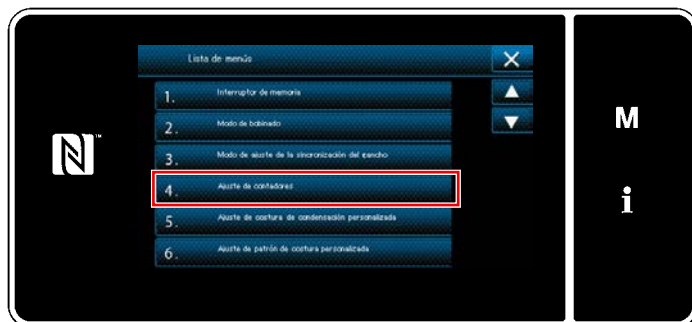 Lista de menús
1. Interruptor de memoria
2. Modo de bobinado
3. Modo de ajuste de la sincronización del gancho
4. Ajuste de contadores
5. Ajuste de costura de condensación personalizada
6. Ajuste de patrón de costura personalizada
M
i
N